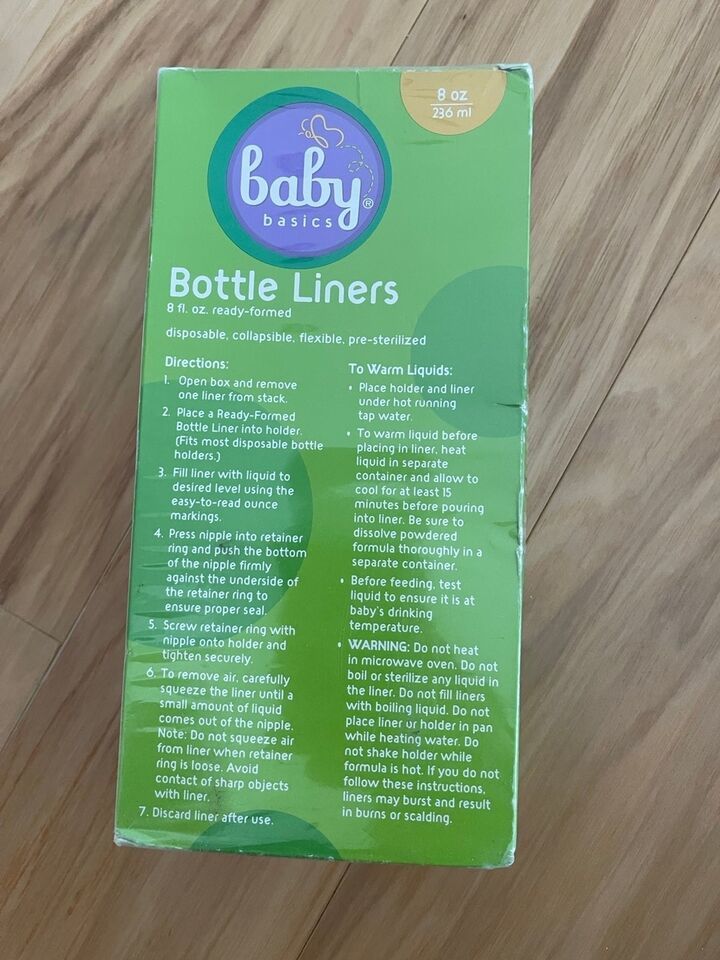 8 oz
236 ml
baby®
basics
Bottle Liners
8 fl. oz. ready-formed
disposable, collapsible, flexible, pre-sterilized
Directions:
1. Open box and remove
one liner from stack.
2. Place a Ready-Formed
Bottle Liner into holder.
(Fits most disposable bottle
holders.)
3. Fill liner with liquid to
desired level using the
easy-to-read ounce
markings.
4. Press nipple into retainer
ring and push the bottom
of the nipple firmly
against the underside of
the retainer ring to
ensure proper seal.
5. Screw retainer ring with
nipple onto holder and
tighten securely.
6. To remove air, carefully
squeeze the liner until a
small amount of liquid
comes out of the nipple.
Note: Do not squeeze air
from liner when retainer
ring is loose. Avoid
contact of sharp objects
with liner.
7. Discard liner after use.
To Warm Liquids:
• Place holder and liner
under hot running
tap water.
• To warm liquid before
placing in liner, heat
liquid in separate
container and allow to
cool for at least 15
minutes before pouring
into liner. Be sure to
dissolve powdered
formula thoroughly in a
separate container.
• Before feeding, test
liquid to ensure it is at
baby's drinking
temperature.
• WARNING: Do not heat
in microwave oven. Do not
boil or sterilize any liquid in
the liner. Do not fill liners
with boiling liquid. Do not
place liner or holder in pan
while heating water. Do
not shake holder while
formula is hot. If you do not
follow these instructions,
liners may burst and result
in burns or scalding.